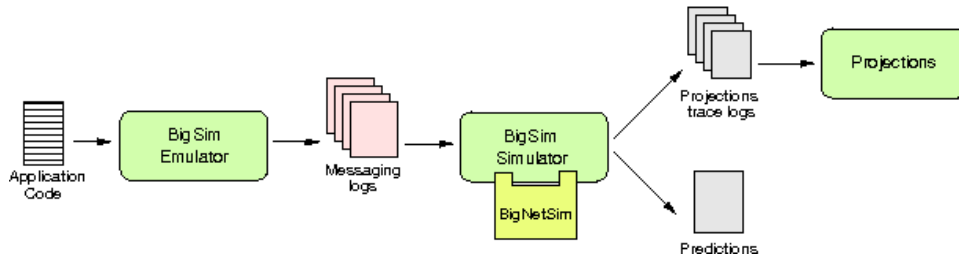 Application
Code
BigSim
Emulator
Messaging
logs
BigSim
Simulator
BigNetSim
Projections
trace logs
Projections
Predictions